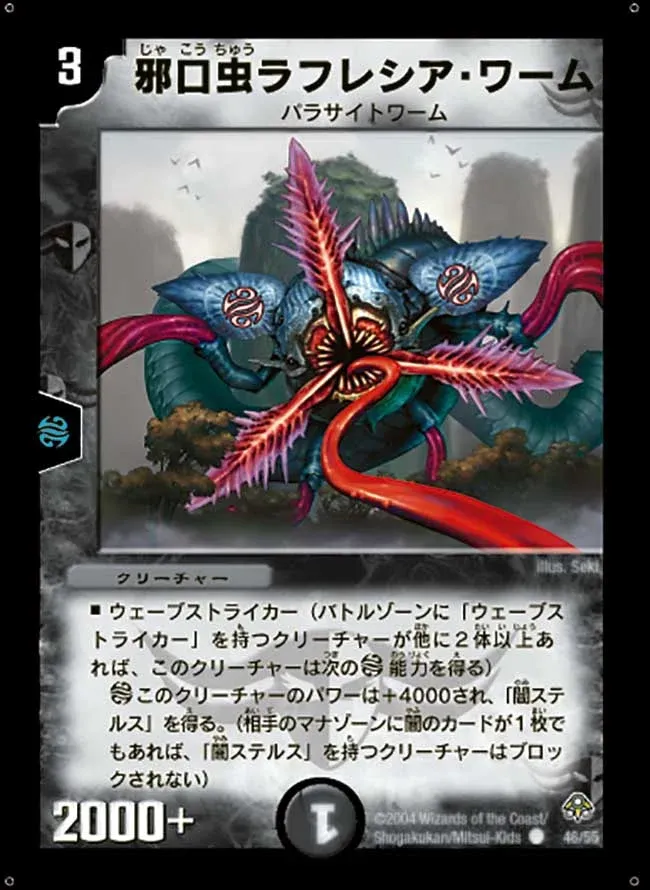 3
じゃ こう ちゅう
邪口虫ラフレシア・ワーム
パラサイトワーム
illus. Seki
クリーチャー
■ ウェーブストライカー（バトルゾーンに「ウェーブス
トライカー」を持つクリーチャーが他に2体以上あ
れば、このクリーチャーは次の 能力を得る）
このクリーチャーのパワーは+4000され、「闇ステ
ルス」を得る。（相手のマナゾーンに闇のカードが1枚で
もあれば、「闇ステルス」を持つクリーチャーはブロッ
クされない）
2000+
1
©2004 Wizards of the Coast/
Shogakukan/Mitsui-Kids
46/55